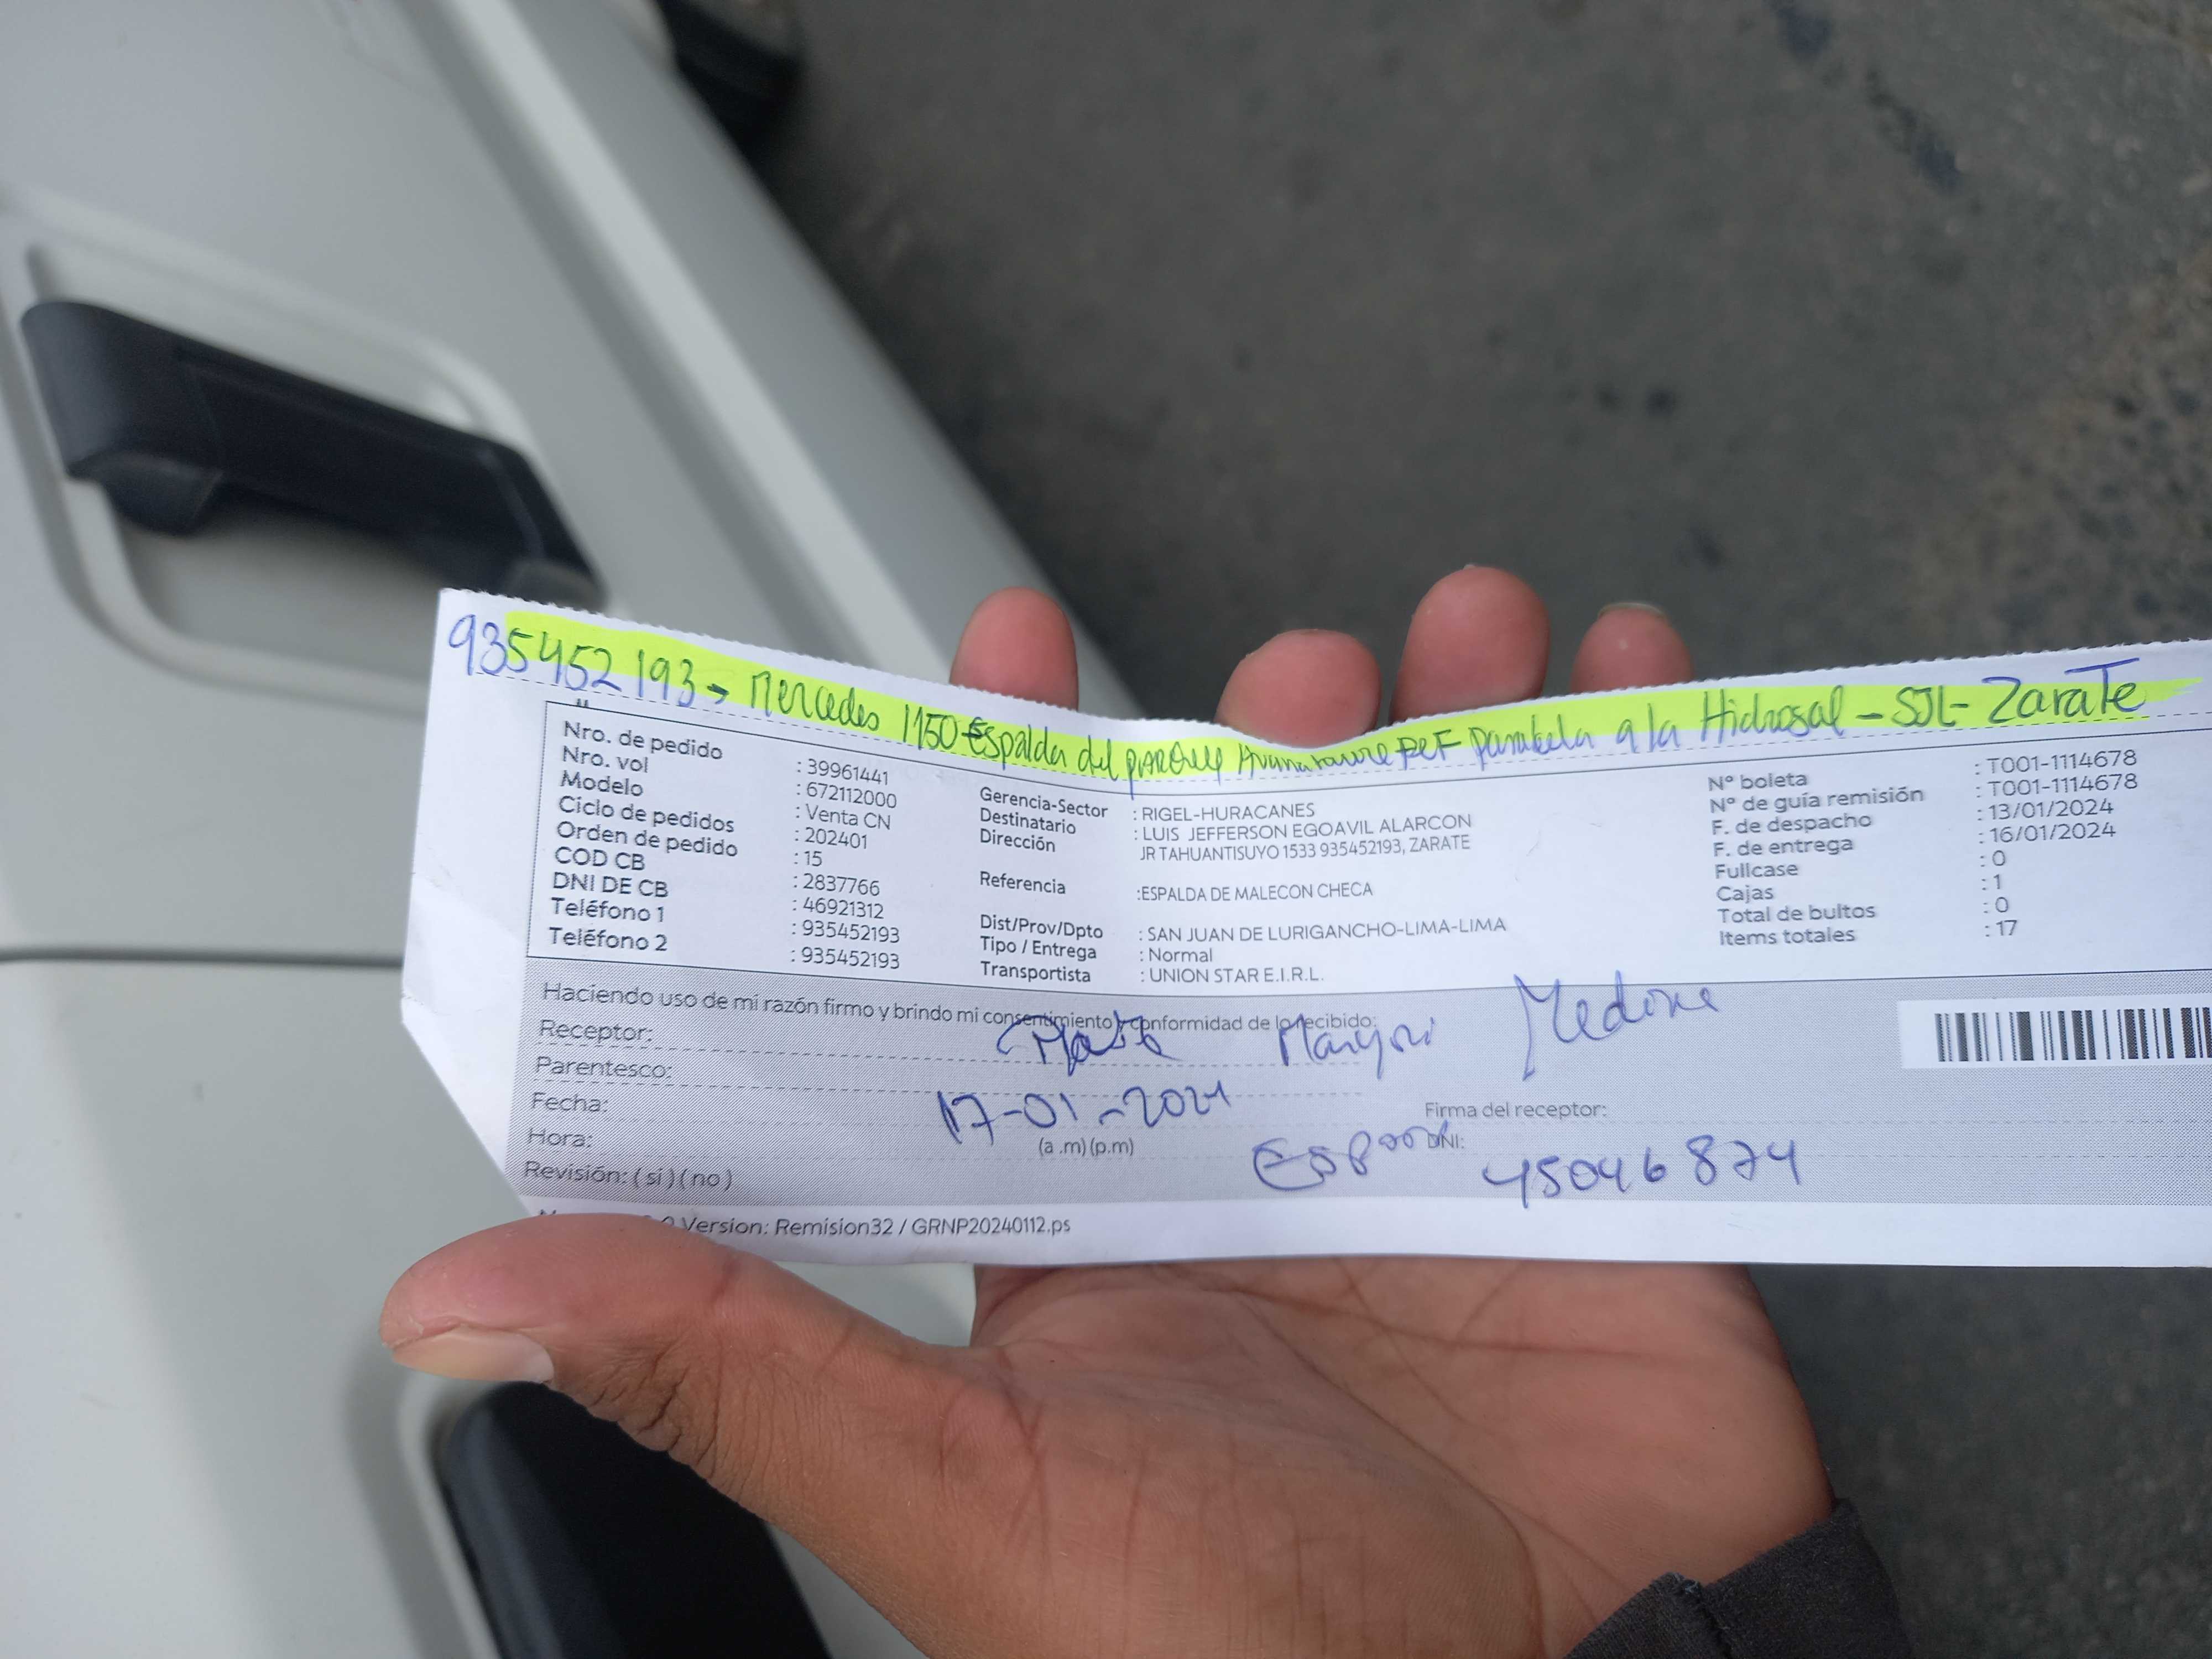 935452193 → Mercedes 1150 Espalda del parque REF paralela a la Hidrosal - SJL - Zarate
Nro. de pedido : 39961441
Nro. vol : 672112000
Modelo : Venta CN
Ciclo de pedidos : 202401
Orden de pedido : 15
COD CB : 2837766
DNI DE CB : 46921312
Teléfono 1 : 935452193
Teléfono 2 : 935452193
Gerencia-Sector : RIGEL-HURACANES
Destinatario : LUIS JEFFERSON EGOAVIL ALARCON
Dirección JR TAHUANTISUYO 1533 935452193, ZARATE
Referencia :ESPALDA DE MALECON CHECA
Dist/Prov/Dpto : SAN JUAN DE LURIGANCHO-LIMA-LIMA
Tipo / Entrega : Normal
Transportista : UNION STAR E.I.R.L.
N° boleta : T001-1114678
N° de guía remisión : T001-1114678
F. de despacho : 13/01/2024
F. de entrega : 16/01/2024
Fullcase : 0
Cajas : 1
Total de bultos : 0
Items totales : 17
Haciendo uso de mi razón firmo y brindo mi consentimiento y conformidad de lo recibido:
Receptor: Medina
Parentesco:
Fecha: 17-01-2024
Firma del receptor:
Hora: (a .m) (p.m)
DNI: 45046874
Revisión: ( si ) ( no )
Version: Remision32 / GRNP20240112.ps